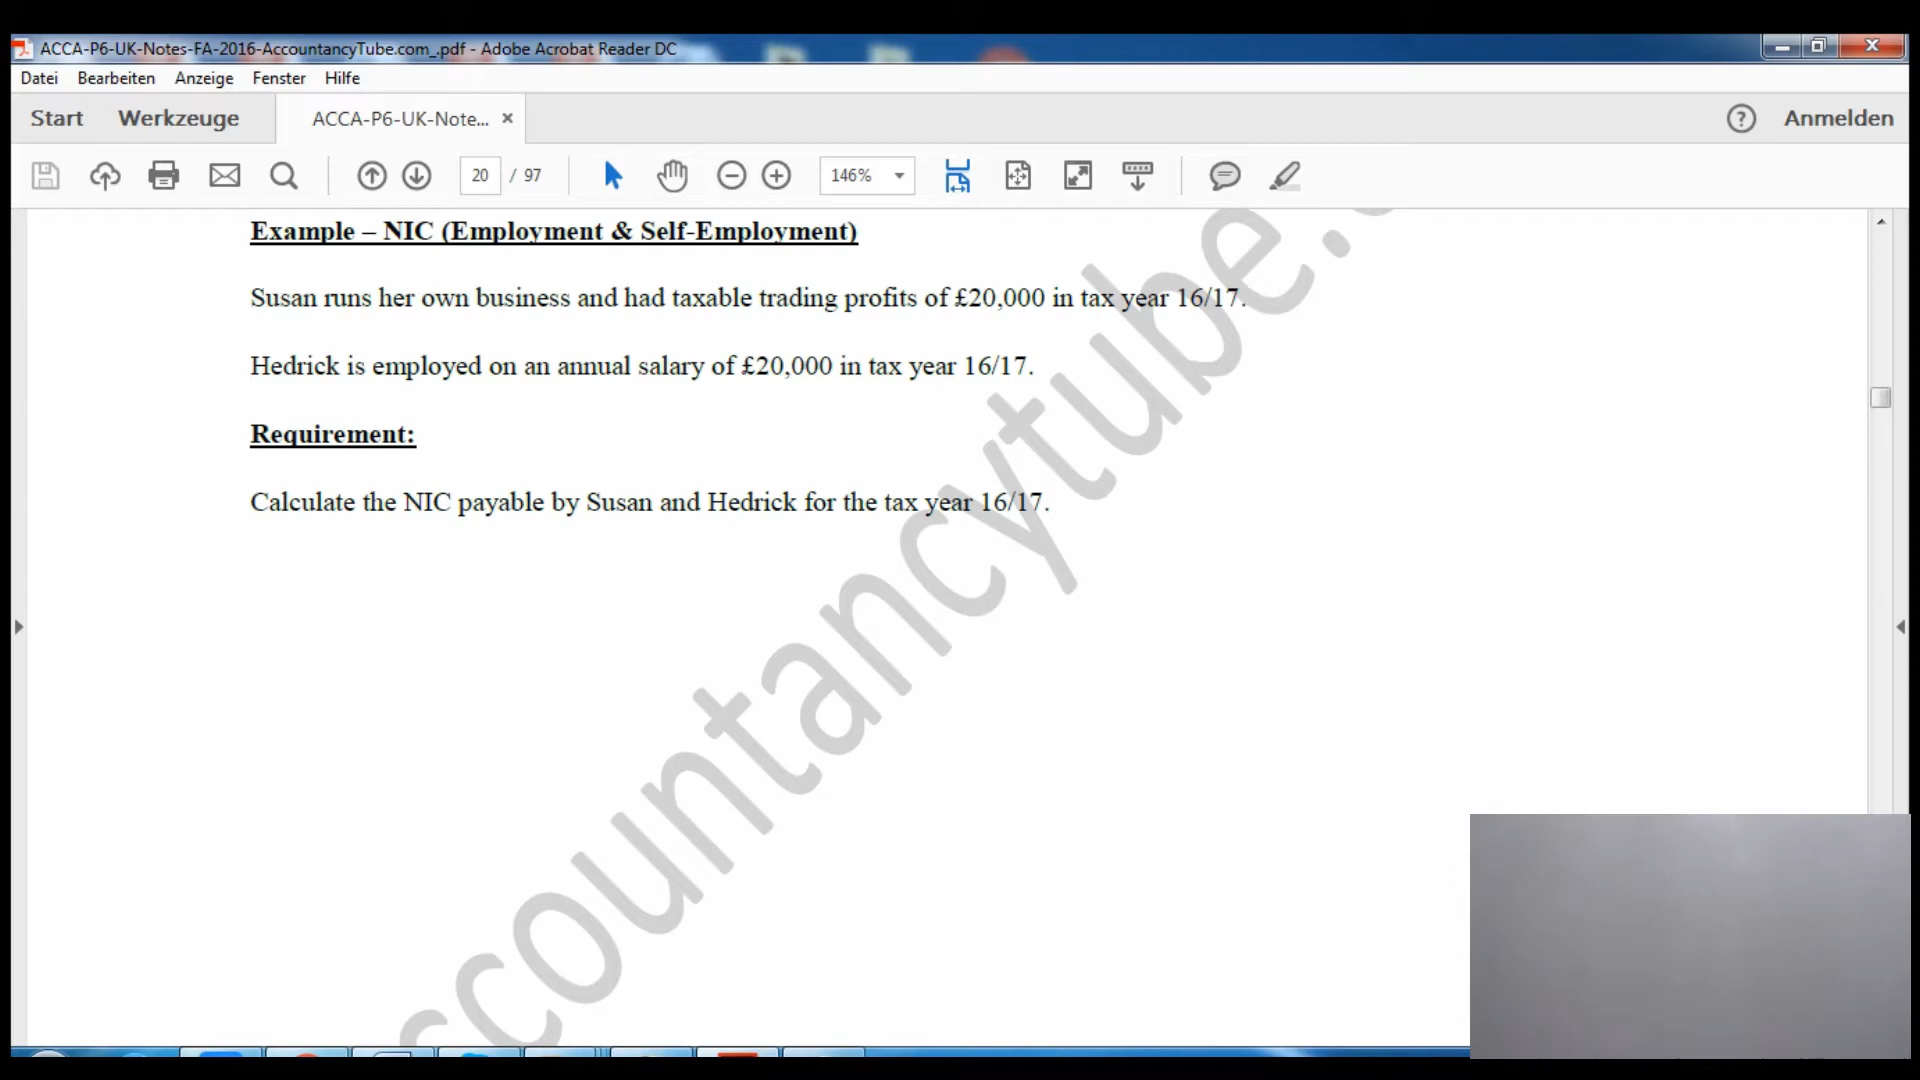 ACCA-P6-UK-Notes-FA-2016-AccountancyTube.com_.pdf - Adobe Acrobat Reader DC
Datei Bearbeiten Anzeige Fenster Hilfe
Start Werkzeuge ACCA-P6-UK-Note... × ? Anmelden
20 / 97 146%
Example – NIC (Employment & Self-Employment)
Susan runs her own business and had taxable trading profits of £20,000 in tax year 16/17.
Hedrick is employed on an annual salary of £20,000 in tax year 16/17.
Requirement:
Calculate the NIC payable by Susan and Hedrick for the tax year 16/17.
ccountancytube.